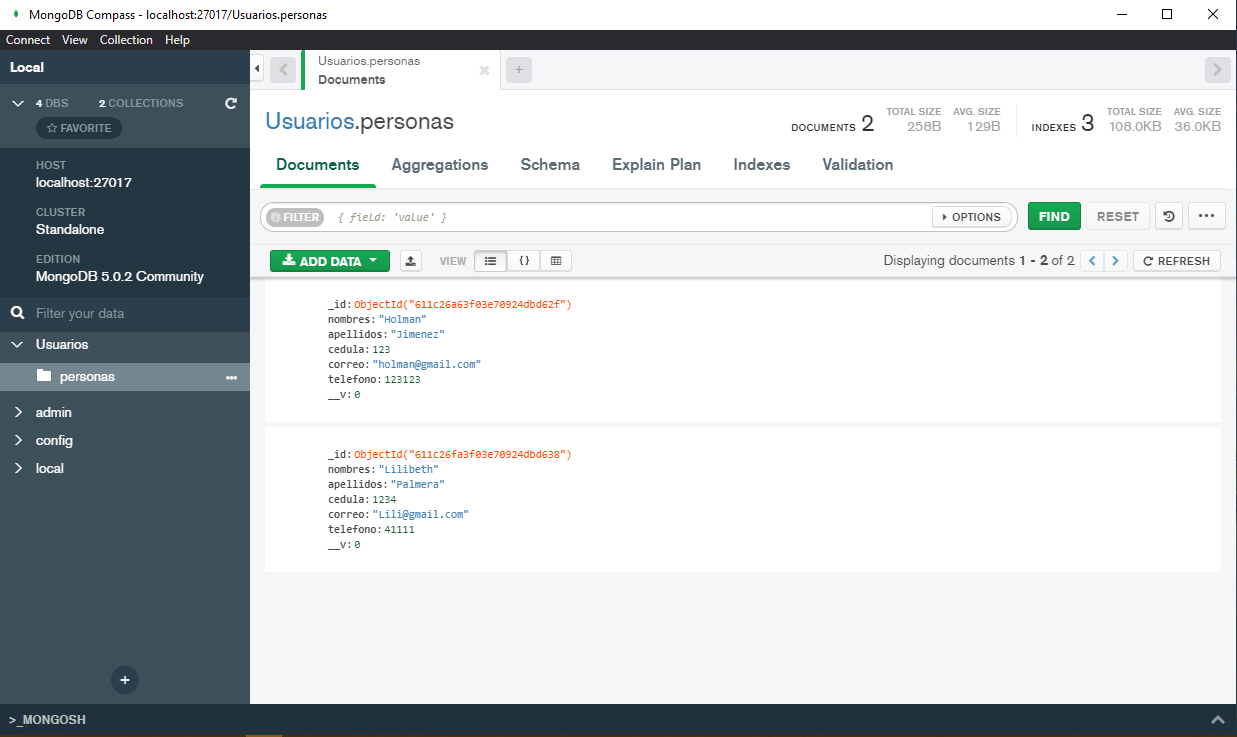 MongoDB Compass - localhost:27017/Usuarios.personas
Connect View Collection Help
Local
4 DBS 2 COLLECTIONS
FAVORITE
HOST
localhost:27017
CLUSTER
Standalone
EDITION
MongoDB 5.0.2 Community
Filter your data
Usuarios
personas
admin
config
local
>_MONGOSH
Usuarios.personas
Documents
Usuarios.personas
DOCUMENTS 2
TOTAL SIZE 258B
AVG. SIZE 129B
INDEXES 3
TOTAL SIZE 108.0KB
AVG. SIZE 36.0KB
Documents Aggregations Schema Explain Plan Indexes Validation
FILTER { field: 'value' } OPTIONS FIND RESET
ADD DATA VIEW {} Displaying documents 1 - 2 of 2 REFRESH
_id: ObjectId("611c26a63f03e70924dbd62f")
nombres: "Holman"
apellidos: "Jimenez"
cedula: 123
correo: "holman@gmail.com"
telefono: 123123
__v: 0
_id: ObjectId("611c26fa3f03e70924dbd638")
nombres: "Lilibeth"
apellidos: "Palmera"
cedula: 1234
correo: "Lili@gmail.com"
telefono: 41111
__v: 0